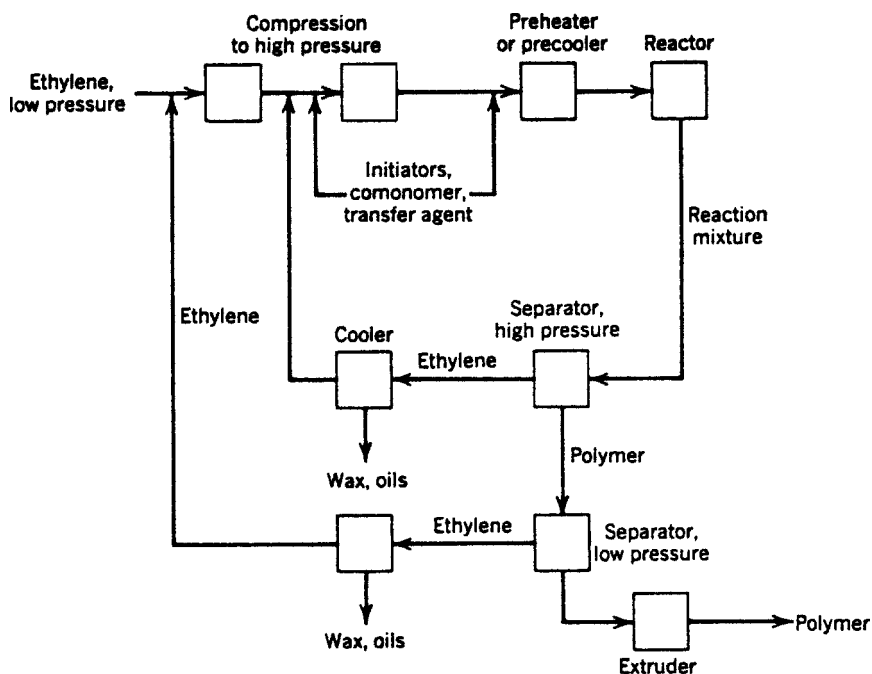 Compression
to high pressure
Preheater
or precooler
Reactor
Ethylene,
low pressure
Initiators,
comonomer,
transfer agent
Reaction
mixture
Ethylene
Cooler
Ethylene
Separator,
high pressure
Wax, oils
Polymer
Ethylene
Separator,
low pressure
Wax, oils
Polymer
Extruder